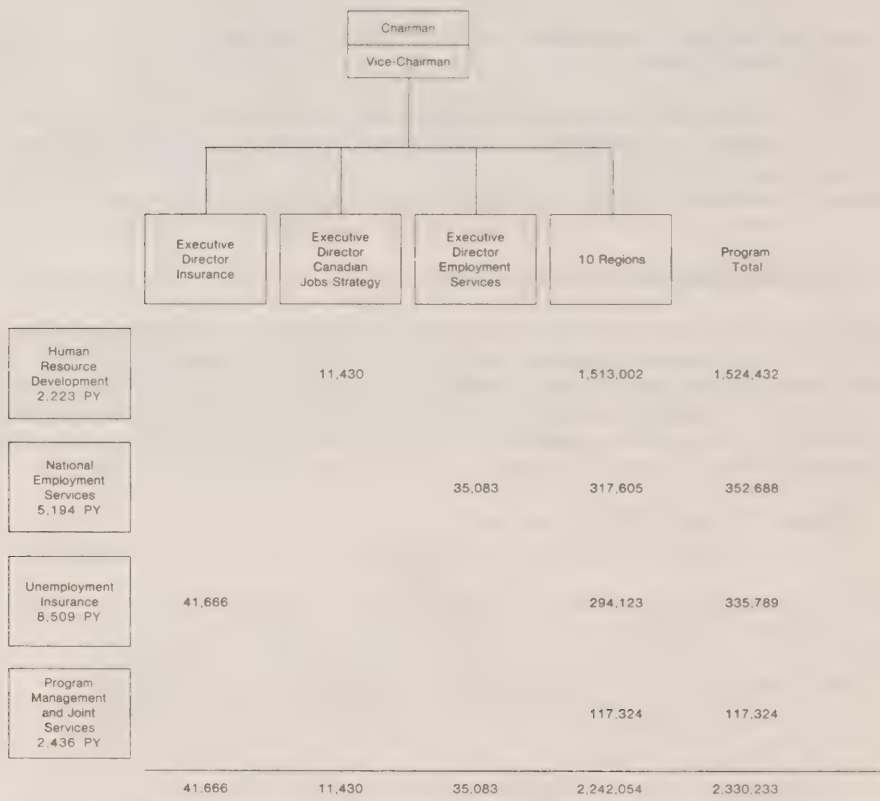 Chairman
Vice-Chairman
Executive
Director
Insurance
Executive
Director
Canadian
Jobs Strategy
Executive
Director
Employment
Services
10 Regions
Program
Total
Human
Resource
Development
2.223 PY
11,430
1,513,002
1,524,432
National
Employment
Services
5,194 PY
35,083
317,605
352.688
Unemployment
Insurance
8,509 PY
41,666
294,123
335,789
Program
Management
and Joint
Services
2.436 PY
117,324
117,324
41,666 11,430 35,083 2,242,054 2,330,233